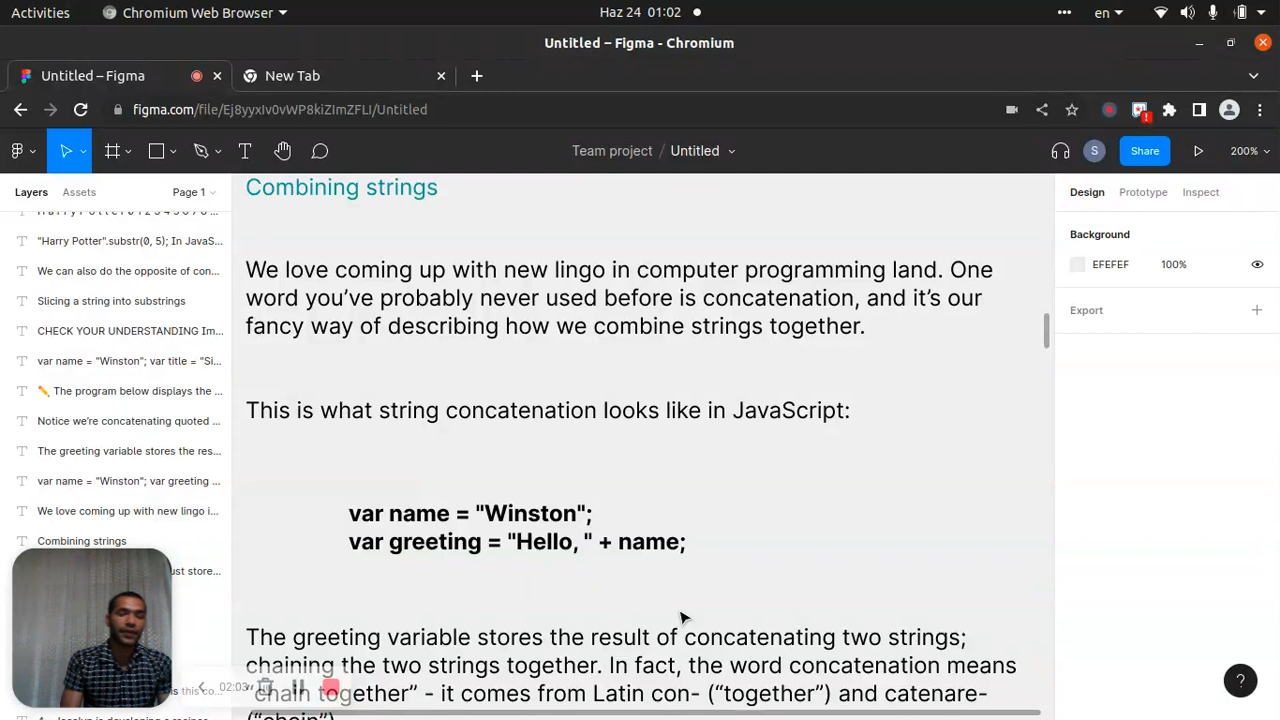 Activities
Chromium Web Browser
Haz 24 01:02
en
Untitled – Figma - Chromium
Untitled – Figma
New Tab
figma.com/file/Ej8yyxIv0vWP8kiZImZFLI/Untitled
Team project / Untitled
S
Share
200%
Layers
Assets
Page 1
Design
Prototype
Inspect
"Harry Potter".substr(0, 5); In JavaS...
We can also do the opposite of con...
Slicing a string into substrings
CHECK YOUR UNDERSTANDING Im...
var name = "Winston"; var title = "Si...
✏️ The program below displays the ...
Notice we're concatenating quoted ...
The greeting variable stores the res...
var name = "Winston"; var greeting ...
We love coming up with new lingo i...
Combining strings
ust store...
is this co...
2:03
Combining strings
We love coming up with new lingo in computer programming land. One
word you've probably never used before is concatenation, and it's our
fancy way of describing how we combine strings together.
This is what string concatenation looks like in JavaScript:
var name = "Winston";
var greeting = "Hello, " + name;
The greeting variable stores the result of concatenating two strings;
chaining the two strings together. In fact, the word concatenation means
"chain together" - it comes from Latin con- ("together") and catenare-
("chain")
Background
EFEFEF
100%
Export
+
?